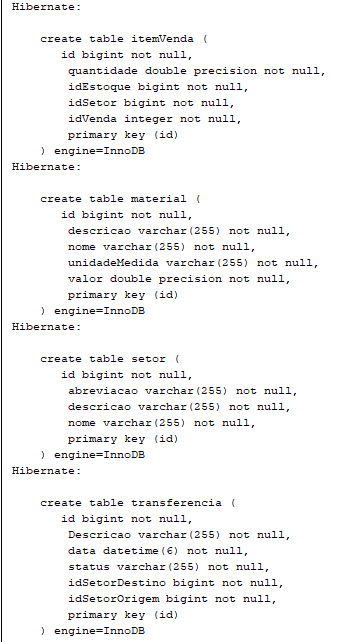 Hibernate:
create table itemVenda (
id bigint not null,
quantidade double precision not null,
idEstoque bigint not null,
idSetor bigint not null,
idVenda integer not null,
primary key (id)
) engine=InnoDB
Hibernate:
create table material (
id bigint not null,
descricao varchar(255) not null,
nome varchar(255) not null,
unidadeMedida varchar(255) not null,
valor double precision not null,
primary key (id)
) engine=InnoDB
Hibernate:
create table setor (
id bigint not null,
abreviacao varchar(255) not null,
descricao varchar(255) not null,
nome varchar(255) not null,
primary key (id)
) engine=InnoDB
Hibernate:
create table transferencia (
id bigint not null,
Descricao varchar(255) not null,
data datetime(6) not null,
status varchar(255) not null,
idSetorDestino bigint not null,
idSetorOrigem bigint not null,
primary key (id)
) engine=InnoDB